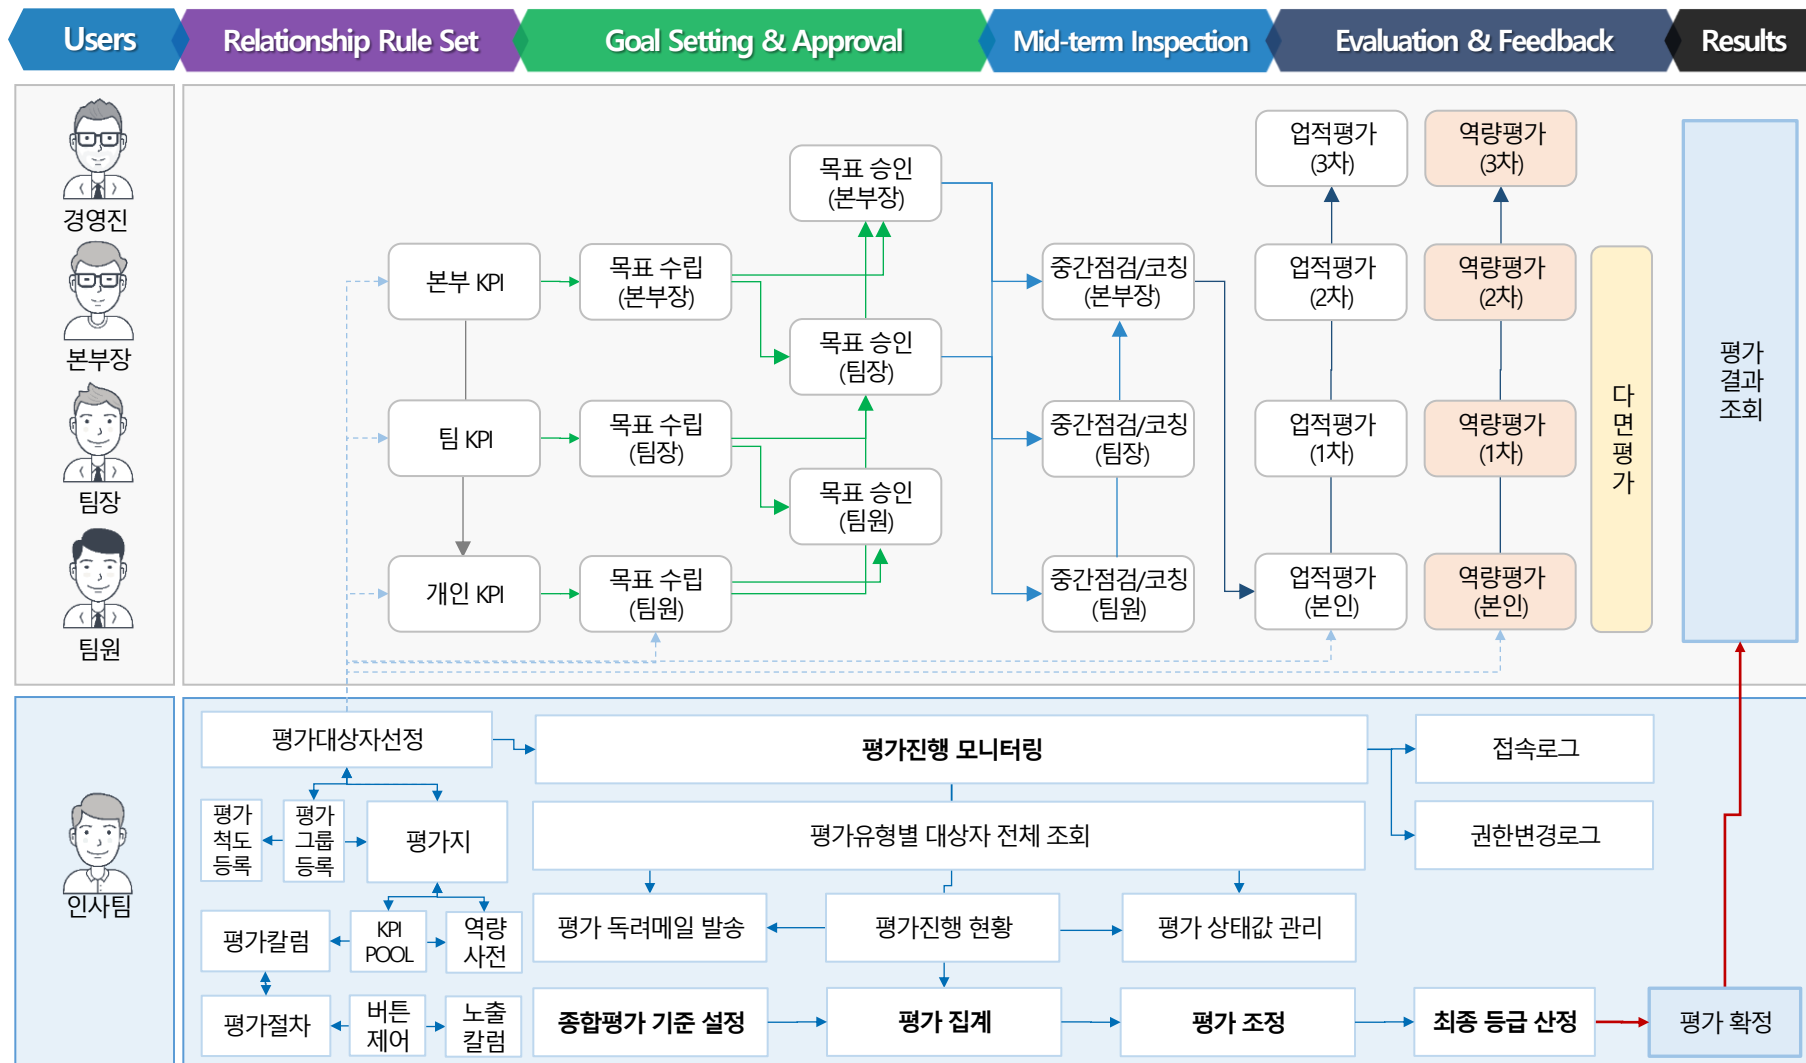 Users
Relationship Rule Set
Goal Setting & Approval
Mid-term Inspection
Evaluation & Feedback
Results
경영진
본부장
팀장
팀원
본부 KPI
팀 KPI
개인 KPI
목표 수립
(본부장)
목표 수립
(팀장)
목표 수립
(팀원)
목표 승인
(본부장)
목표 승인
(팀장)
목표 승인
(팀원)
중간점검/코칭
(본부장)
중간점검/코칭
(팀장)
중간점검/코칭
(팀원)
업적평가
(3차)
업적평가
(2차)
업적평가
(1차)
업적평가
(본인)
역량평가
(3차)
역량평가
(2차)
역량평가
(1차)
역량평가
(본인)
다
면
평
가
평가
결과
조회
인사팀
평가대상자선정
평가진행 모니터링
접속로그
평가
척도
등록
평가
그룹
등록
평가지
평가유형별 대상자 전체 조회
권한변경로그
평가칼럼
KPI
POOL
역량
사전
평가 독려메일 발송
평가진행 현황
평가 상태값 관리
평가절차
버튼
제어
노출
칼럼
종합평가 기준 설정
평가 집계
평가 조정
최종 등급 산정
평가 확정